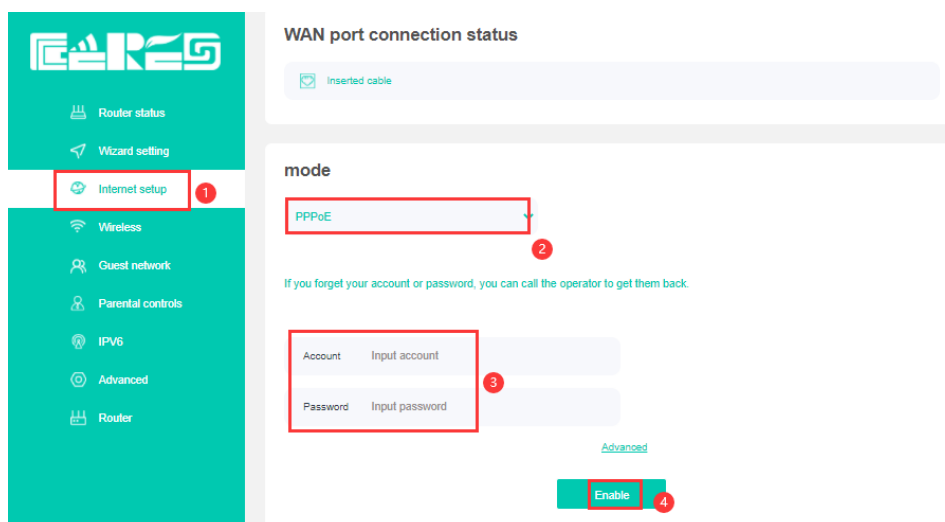 CERES
Router status
Wizard setting
Internet setup
1
Wireless
Guest network
Parental controls
IPV6
Advanced
Router
WAN port connection status
Inserted cable
mode
PPPoE
2
If you forget your account or password, you can call the operator to get them back.
Account Input account
3
Password Input password
Advanced
Enable
4